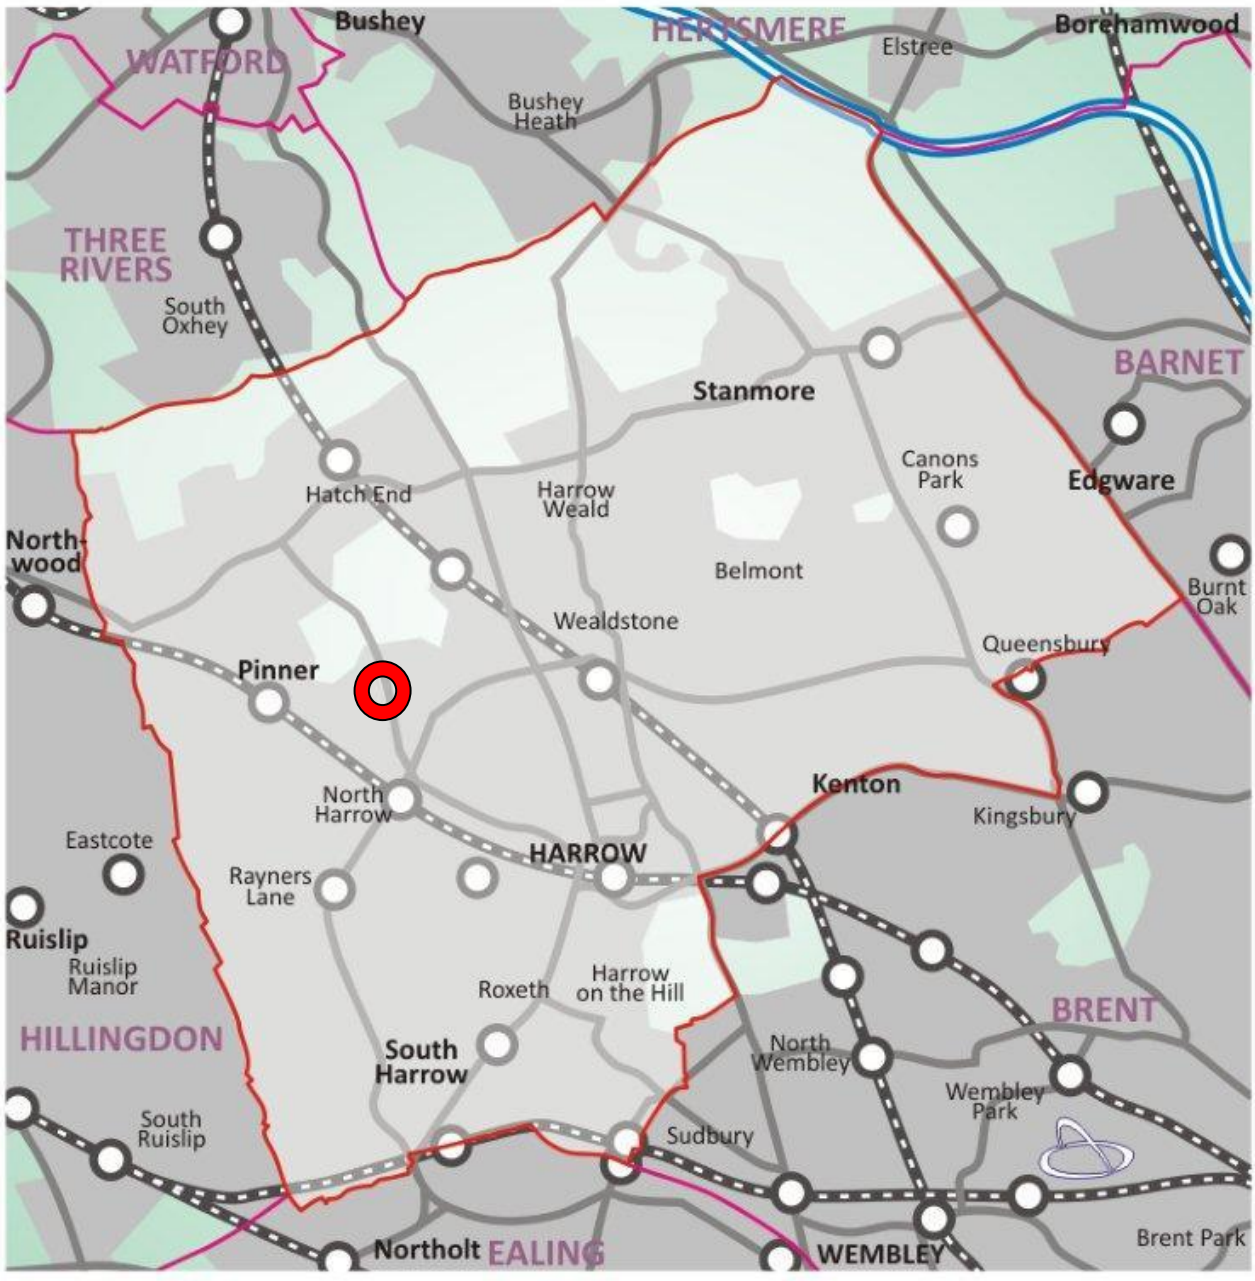 Bushey
HERTSMERE
Borehamwood
Elstree
WATFORD
Bushey
Heath
THREE
RIVERS
South
Oxhey
BARNET
Stanmore
Edgware
Canons
Park
Hatch End
Harrow
Weald
North-
wood
Belmont
Burnt
Oak
Wealdstone
Queensbury
Pinner
Kenton
North
Harrow
Kingsbury
Eastcote
HARROW
Rayners
Lane
Ruislip
Ruislip
Manor
Roxeth
Harrow
on the Hill
BRENT
HILLINGDON
South
Harrow
North
Wembley
Wembley
Park
South
Ruislip
Sudbury
Brent Park
Northolt
EALING
WEMBLEY